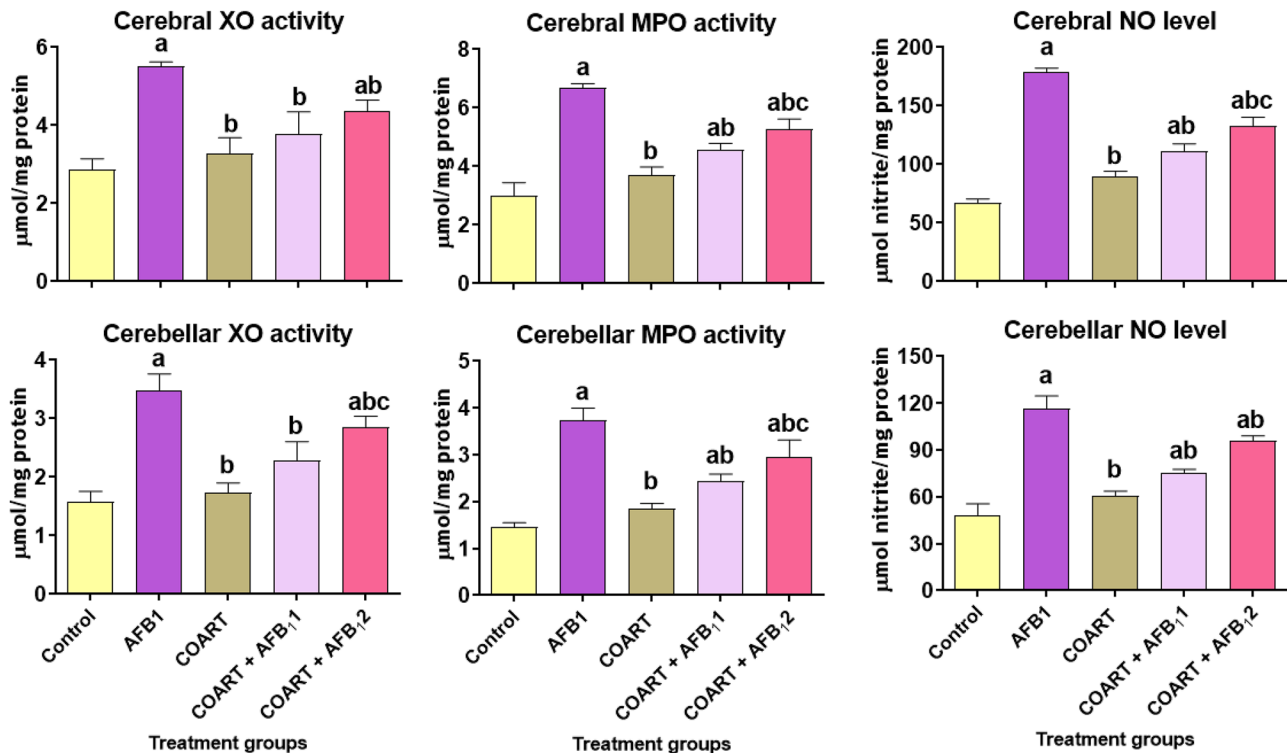 Cerebral XO activity
μmol/mg protein
6
4
2
0
a
b
b
ab
Cerebral MPO activity
μmol/mg protein
8
6
4
2
0
a
b
ab
abc
Cerebral NO level
μmol nitrite/mg protein
200
150
100
50
0
a
b
ab
abc
Cerebellar XO activity
μmol/mg protein
4
3
2
1
0
a
b
b
abc
Control
AFB1
COART
COART + AFB₁1
COART + AFB₁2
Treatment groups
Cerebellar MPO activity
μmol/mg protein
5
4
3
2
1
0
a
b
ab
abc
Control
AFB1
COART
COART + AFB₁1
COART + AFB₁2
Treatment groups
Cerebellar NO level
μmol nitrite/mg protein
150
120
90
60
30
0
a
b
ab
ab
Control
AFB1
COART
COART + AFB₁1
COART + AFB₁2
Treatment groups